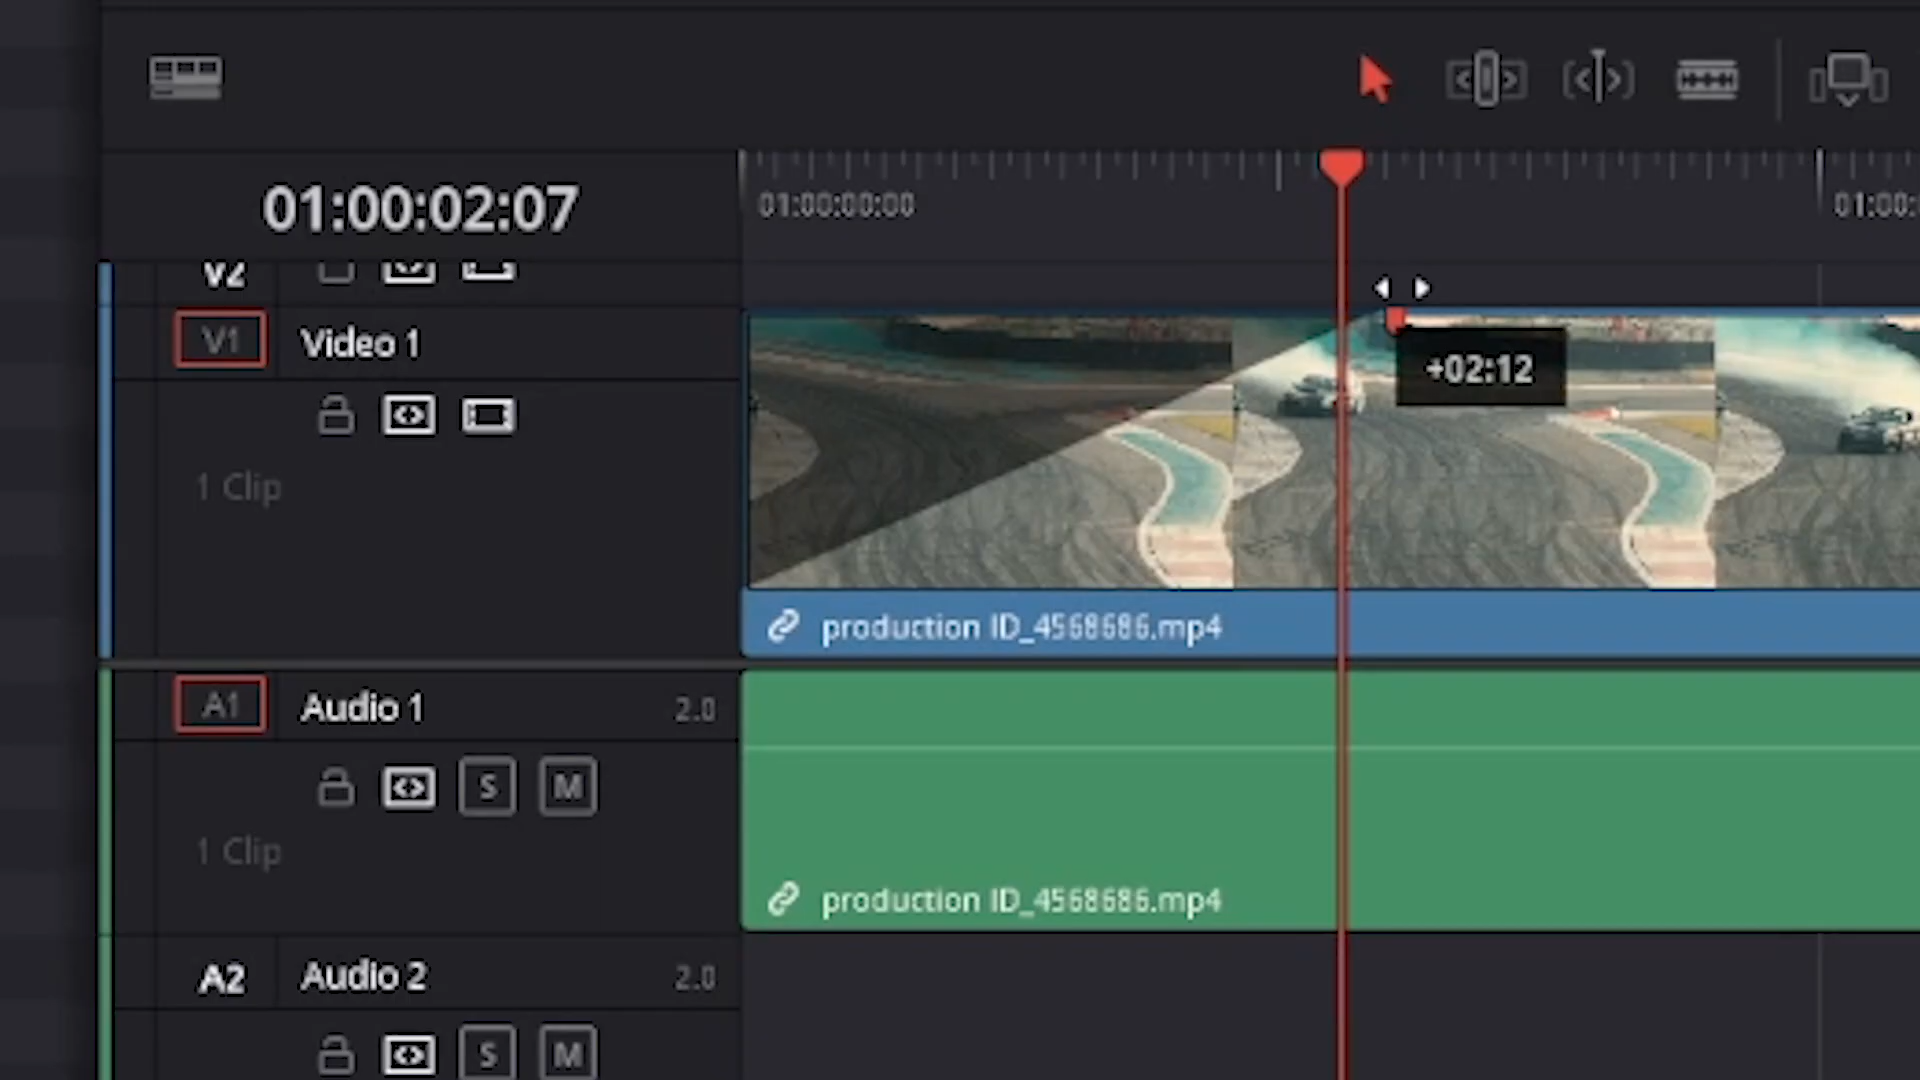 01:00:02:07
01:00:00:00
01:00:
V2
V1 Video 1
+02:12
1 Clip
production ID_4568686.mp4
A1 Audio 1 2.0
S M
1 Clip
production ID_4568686.mp4
A2 Audio 2 2.0
S M